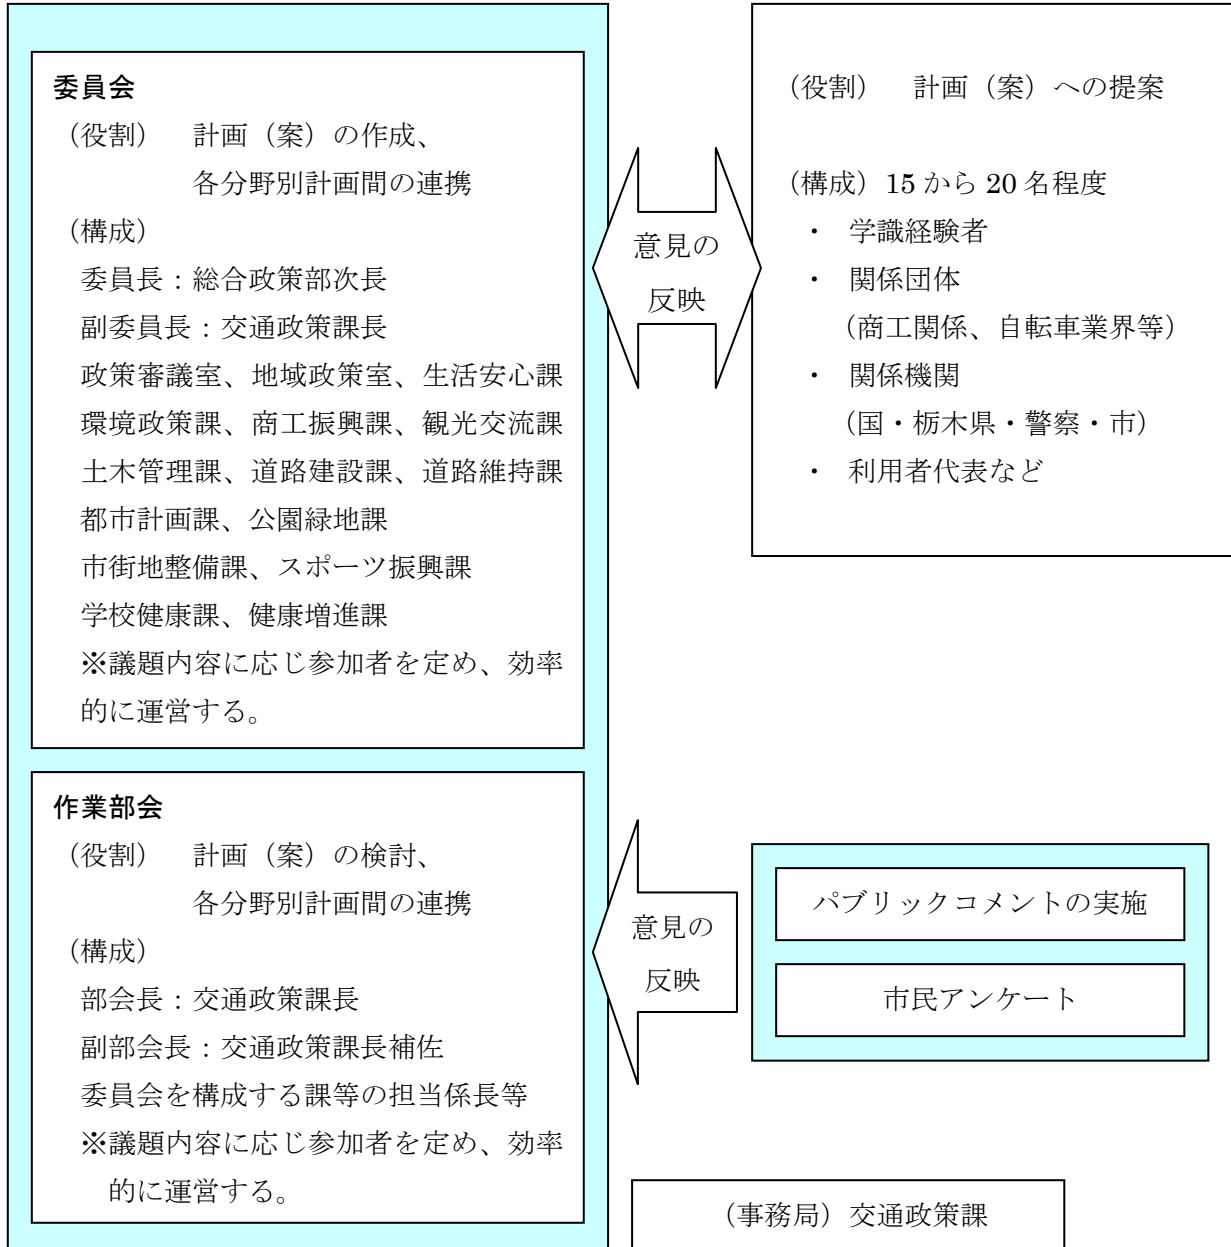 委員会
（役割）　計画（案）の作成、
各分野別計画間の連携
（構成）
委員長：総合政策部次長
副委員長：交通政策課長
政策審議室、地域政策室、生活安心課
環境政策課、商工振興課、観光交流課
土木管理課、道路建設課、道路維持課
都市計画課、公園緑地課
市街地整備課、スポーツ振興課
学校健康課、健康増進課
※議題内容に応じ参加者を定め、効率
的に運営する。
意見の
反映
（役割）　計画（案）への提案
（構成）15 から 20 名程度
・　学識経験者
・　関係団体
（商工関係、自転車業界等）
・　関係機関
（国・栃木県・警察・市）
・　利用者代表など
作業部会
（役割）　計画（案）の検討、
各分野別計画間の連携
（構成）
部会長：交通政策課長
副部会長：交通政策課長補佐
委員会を構成する課等の担当係長等
※議題内容に応じ参加者を定め、効率
的に運営する。
意見の
反映
パブリックコメントの実施
市民アンケート
（事務局）交通政策課